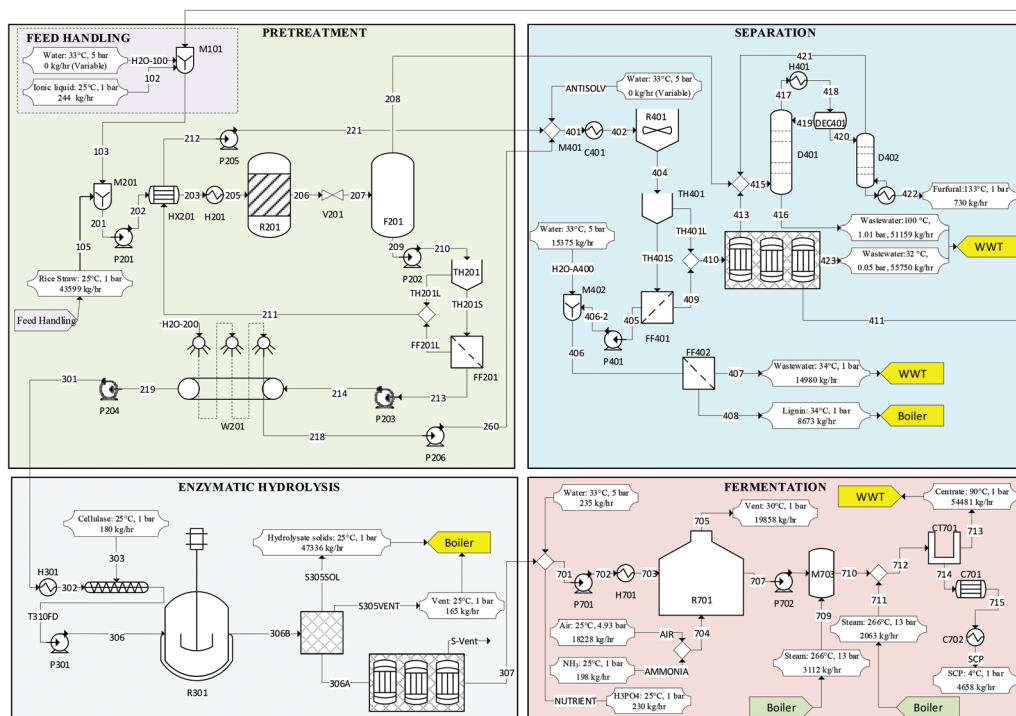 FEED HANDLING
PRETREATMENT
Water: 33°C, 5 bar
0 kg/hr (Variable)
H2O-100
M101
Ionic liquid: 25°C, 1 bar
244 kg/hr
102
103
M201
201
202
P201
105
Rice Straw: 25°C, 1 bar
43599 kg/hr
Feed Handling
212
P205
221
208
HX201
203
H201
205
R201
206
V201
207
F201
209
P202
210
TH201
TH201L
TH201S
211
FF201L
FF201
H2O-200
301
P204
219
W201
214
P203
213
218
P206
260
SEPARATION
Water: 33°C, 5 bar
0 kg/hr (Variable)
ANTISOLV
M401
401
C401
402
R401
404
TH401
TH401L
TH401S
Water: 33°C, 5 bar
15375 kg/hr
H2O-A400
M402
406-2
406
P401
405
FF401
409
410
413
415
416
417
H401
418
421
DEC401
419
420
D401
D402
422
Furfural:133°C, 1 bar
730 kg/hr
Wastewater:100 °C,
1.01 bar, 51159 kg/hr
WWT
423
Wastewater:32 °C,
0.05 bar, 55750 kg/hr
411
FF402
407
Wastewater: 34°C, 1 bar
14980 kg/hr
WWT
408
Lignin: 34°C, 1 bar
8673 kg/hr
Boiler
ENZYMATIC HYDROLYSIS
Cellulase: 25°C, 1 bar
180 kg/hr
303
H301
302
T310FD
306
P301
R301
306B
Hydrolysate solids: 25°C, 1 bar
47336 kg/hr
Boiler
S305SOL
S305VENT
Vent: 25°C, 1 bar
165 kg/hr
306A
S-Vent
307
FERMENTATION
Water: 33°C, 5 bar
235 kg/hr
701
P701
702
H701
703
705
Vent: 30°C, 1 bar
19858 kg/hr
R701
707
P702
M703
710
709
704
Air: 25°C, 4.93 bar
18228 kg/hr
AIR
NH₃: 25°C, 1 bar
198 kg/hr
AMMONIA
NUTRIENT
H3PO4: 25°C, 1 bar
230 kg/hr
Steam: 266°C, 13 bar
3112 kg/hr
Boiler
711
Steam: 266°C, 13 bar
2063 kg/hr
Boiler
712
WWT
Centrate: 90°C, 1 bar
54481 kg/hr
713
CT701
714
C701
715
C702
SCP
SCP: 4°C, 1 bar
4658 kg/hr